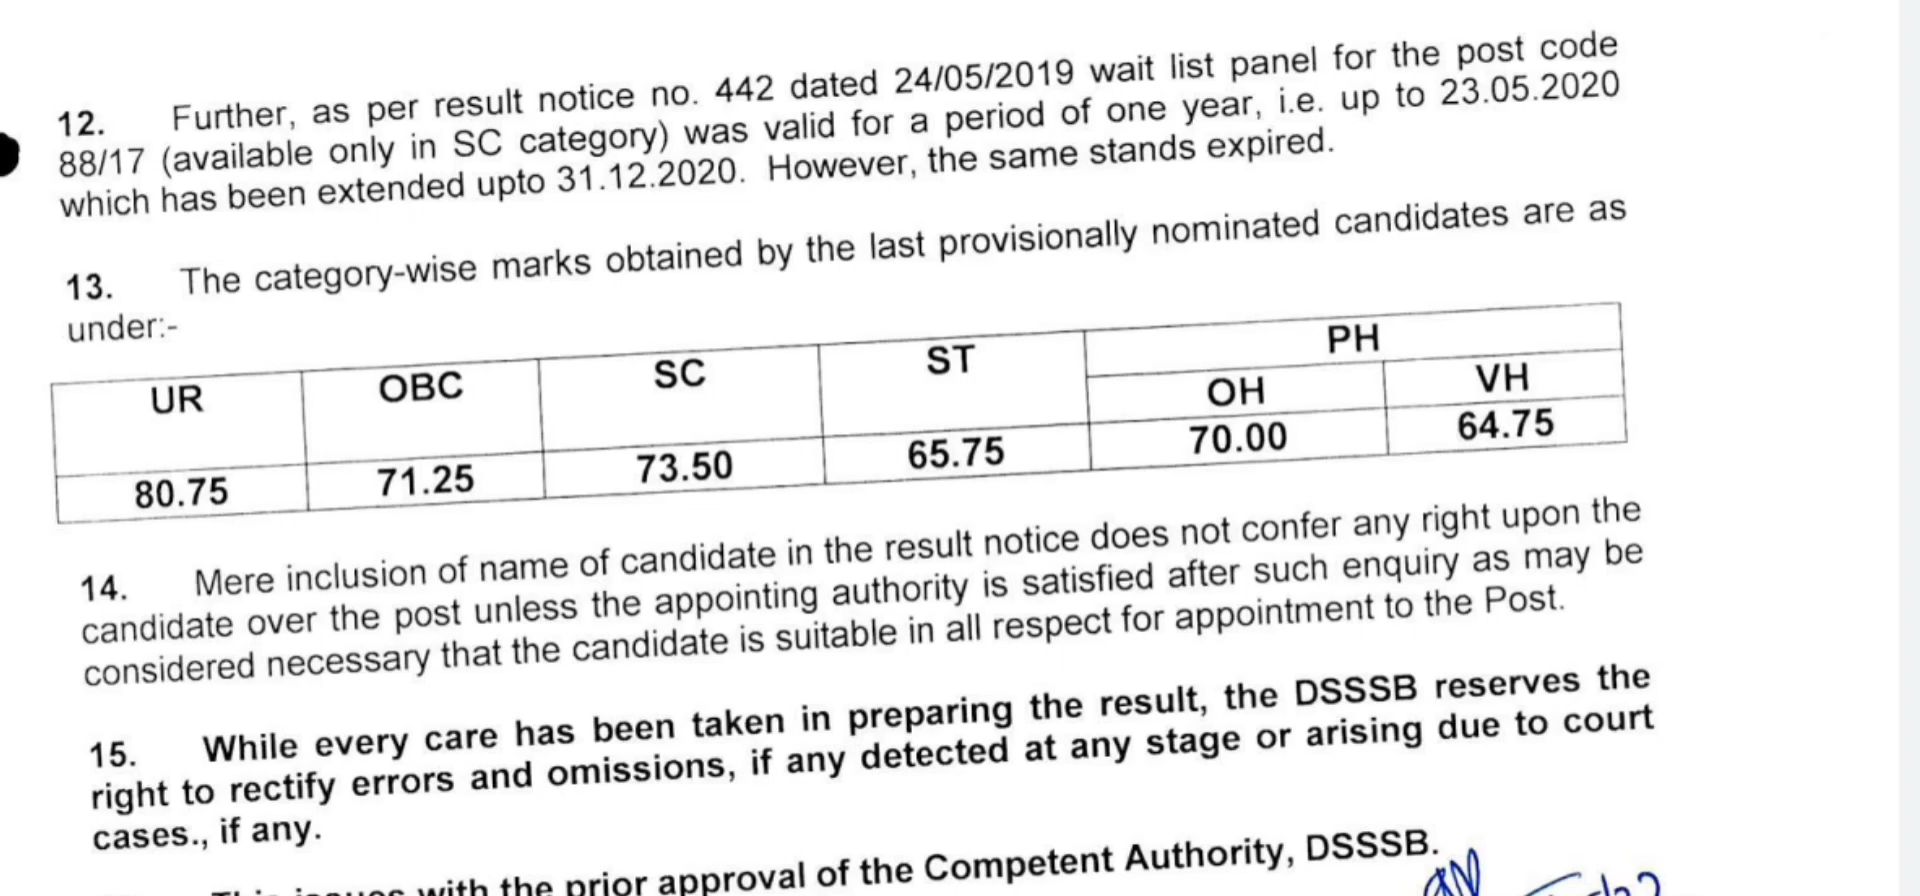 12. Further, as per result notice no. 442 dated 24/05/2019 wait list panel for the post code
88/17 (available only in SC category) was valid for a period of one year, i.e. up to 23.05.2020
which has been extended upto 31.12.2020. However, the same stands expired.
13. The category-wise marks obtained by the last provisionally nominated candidates are as
under:-
UR OBC SC ST PH
OH VH
80.75 71.25 73.50 65.75 70.00 64.75
14. Mere inclusion of name of candidate in the result notice does not confer any right upon the
candidate over the post unless the appointing authority is satisfied after such enquiry as may be
considered necessary that the candidate is suitable in all respect for appointment to the Post.
15. While every care has been taken in preparing the result, the DSSSB reserves the
right to rectify errors and omissions, if any detected at any stage or arising due to court
cases., if any.
with the prior approval of the Competent Authority, DSSSB.